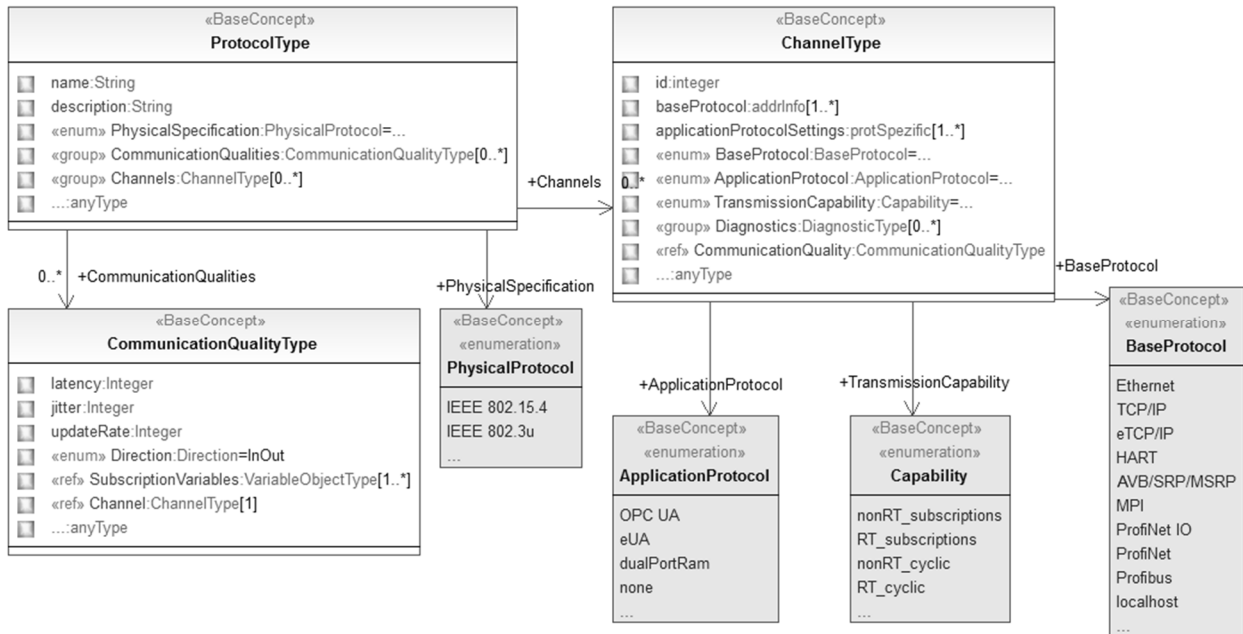 «BaseConcept»
ProtocolType
name:String
description:String
«enum» PhysicalSpecification:PhysicalProtocol=...
«group» CommunicationQualities:CommunicationQualityType[0..*]
«group» Channels:ChannelType[0..*]
...:anyType
+Channels
0..*
«BaseConcept»
ChannelType
id:integer
baseProtocol:addrInfo[1..*]
applicationProtocolSettings:protSpezific[1..*]
«enum» BaseProtocol:BaseProtocol=...
«enum» ApplicationProtocol:ApplicationProtocol=...
«enum» TransmissionCapability:Capability=...
«group» Diagnostics:DiagnosticType[0..*]
«ref» CommunicationQuality:CommunicationQualityType
...:anyType
0..*
+CommunicationQualities
+PhysicalSpecification
+BaseProtocol
«BaseConcept»
CommunicationQualityType
latency:Integer
jitter:Integer
updateRate:Integer
«enum» Direction:Direction=InOut
«ref» SubscriptionVariables:VariableObjectType[1..*]
«ref» Channel:ChannelType[1]
...:anyType
«BaseConcept»
«enumeration»
PhysicalProtocol
IEEE 802.15.4
IEEE 802.3u
...
+ApplicationProtocol
«BaseConcept»
«enumeration»
ApplicationProtocol
OPC UA
eUA
dualPortRam
none
...
+TransmissionCapability
«BaseConcept»
«enumeration»
Capability
nonRT_subscriptions
RT_subscriptions
nonRT_cyclic
RT_cyclic
...
«BaseConcept»
«enumeration»
BaseProtocol
Ethernet
TCP/IP
eTCP/IP
HART
AVB/SRP/MSRP
MPI
ProfiNet IO
ProfiNet
Profibus
localhost
...